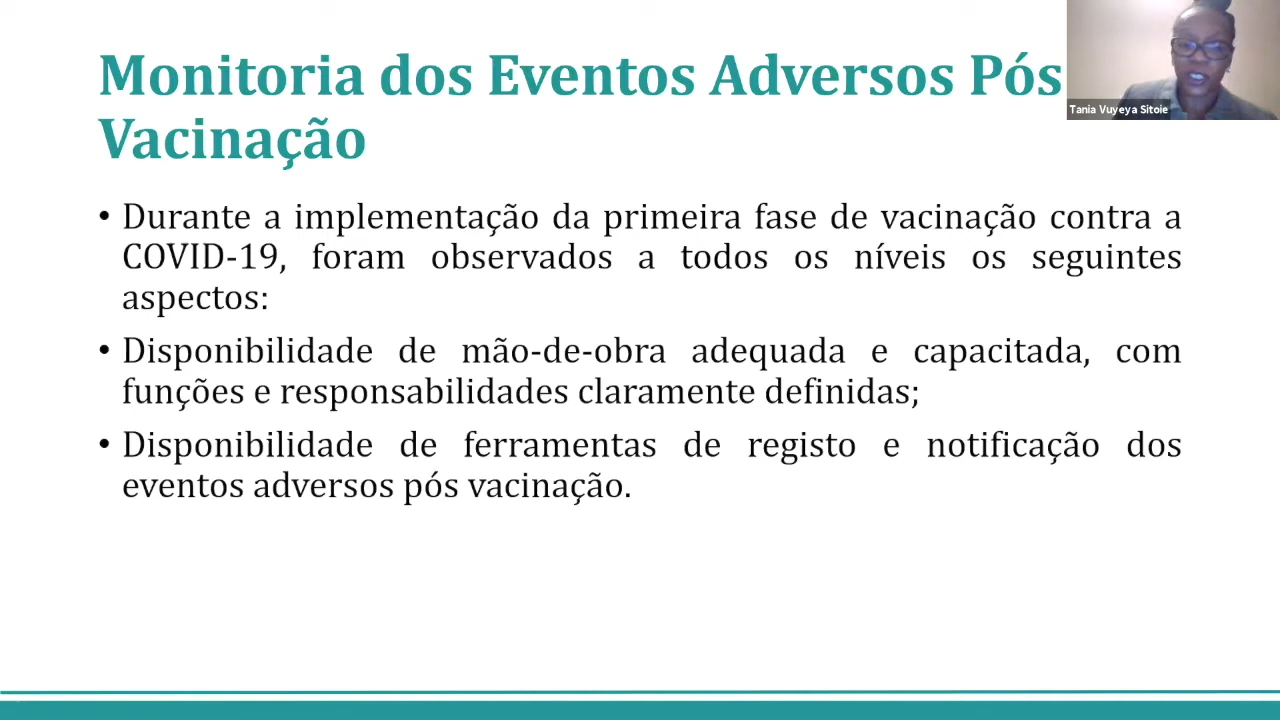 Monitoria dos Eventos Adversos Pós
Vacinação
Tania Vuyeya Sitoie
• Durante a implementação da primeira fase de vacinação contra a
COVID-19, foram observados a todos os níveis os seguintes
aspectos:
• Disponibilidade de mão-de-obra adequada e capacitada, com
funções e responsabilidades claramente definidas;
• Disponibilidade de ferramentas de registo e notificação dos
eventos adversos pós vacinação.